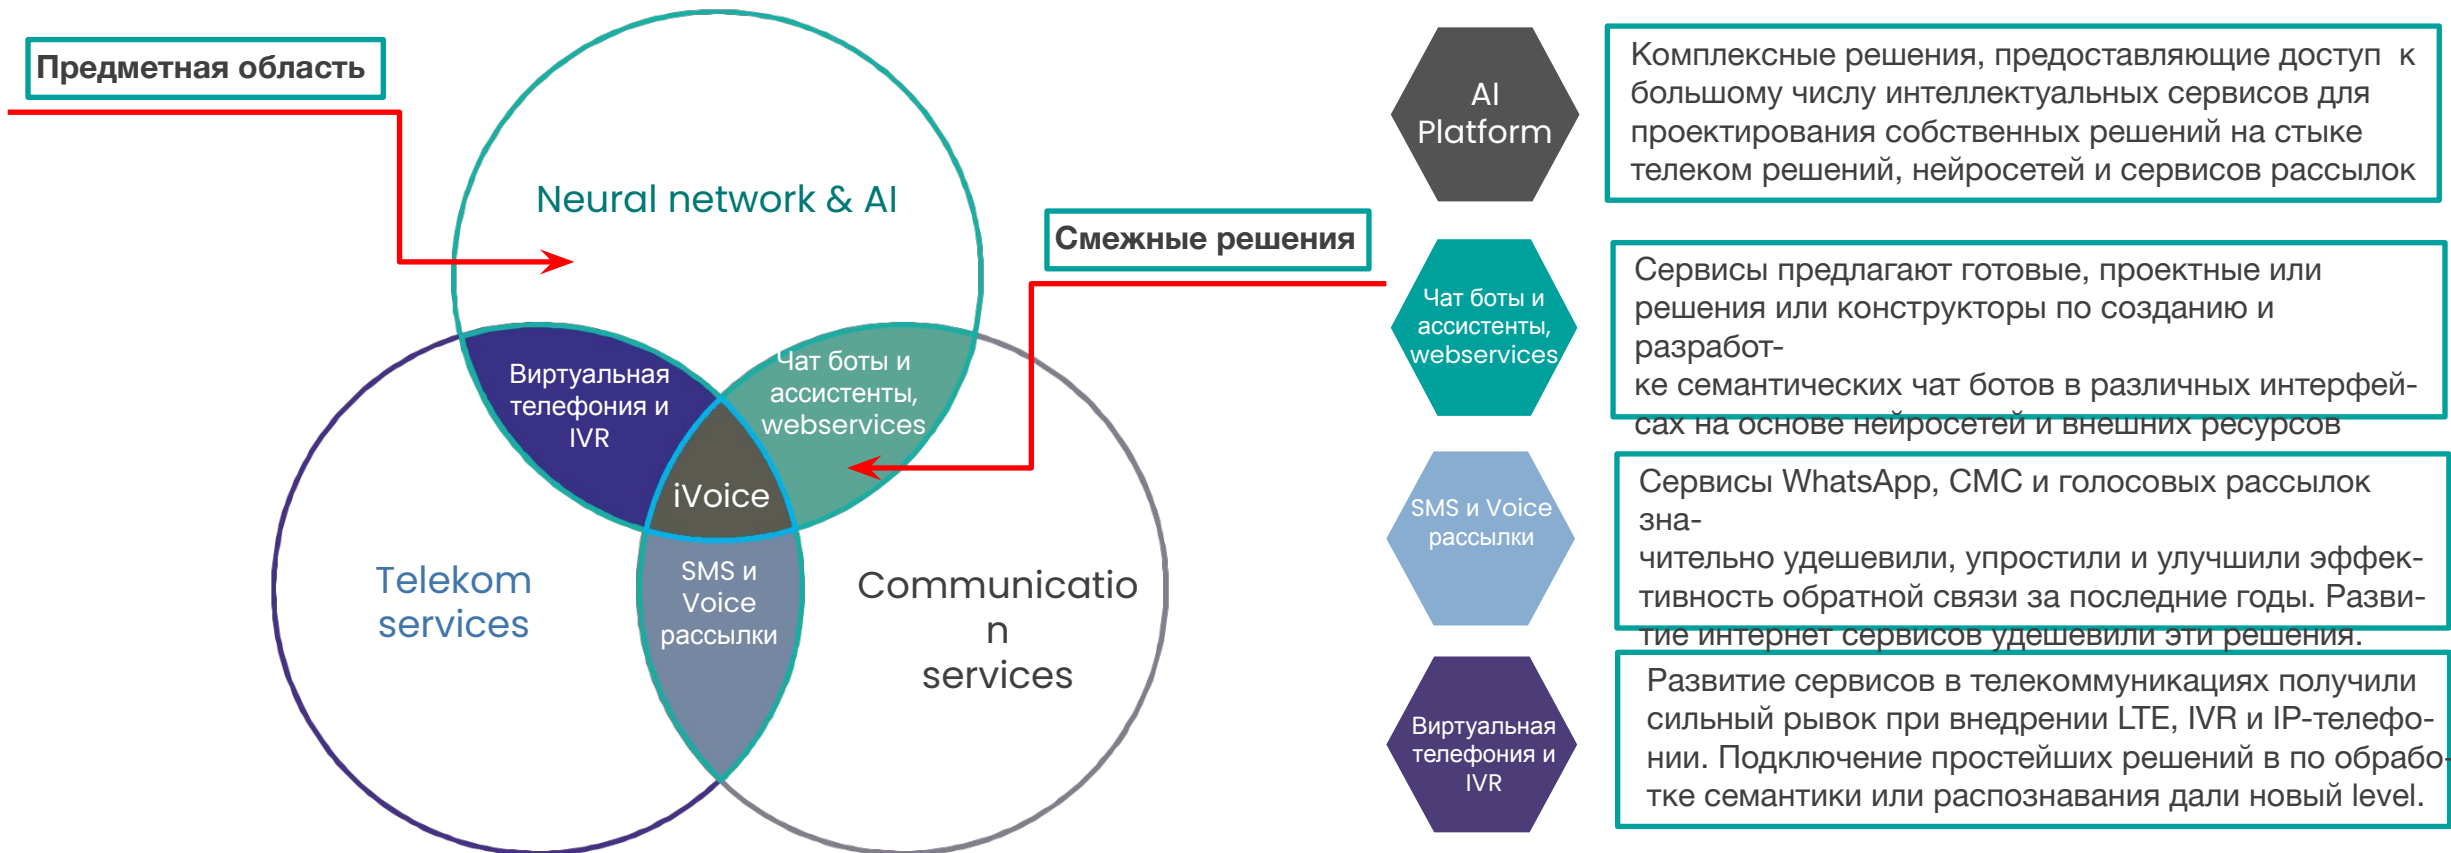 Предметная область
Neural network & AI
Смежные решения
Виртуальная
телефония и
IVR
Чат боты и
ассистенты,
webservices
iVoice
Telekom
services
SMS и
Voice
рассылки
Communicatio
n
services
AI
Platform
Комплексные решения, предоставляющие доступ к
большому числу интеллектуальных сервисов для
проектирования собственных решений на стыке
телеком решений, нейросетей и сервисов рассылок
Чат боты и
ассистенты,
webservices
Сервисы предлагают готовые, проектные или
решения или конструкторы по созданию и
разработ-
ке семантических чат ботов в различных интерфей-
сах на основе нейросетей и внешних ресурсов
SMS и Voice
рассылки
Сервисы WhatsApp, СМС и голосовых рассылок
зна-
чительно удешевили, упростили и улучшили эффек-
тивность обратной связи за последние годы. Разви-
тие интернет сервисов удешевили эти решения.
Виртуальная
телефония и
IVR
Развитие сервисов в телекоммуникациях получили
сильный рывок при внедрении LTE, IVR и IP-телефо-
нии. Подключение простейших решений в по обрабо-
тке семантики или распознавания дали новый level.